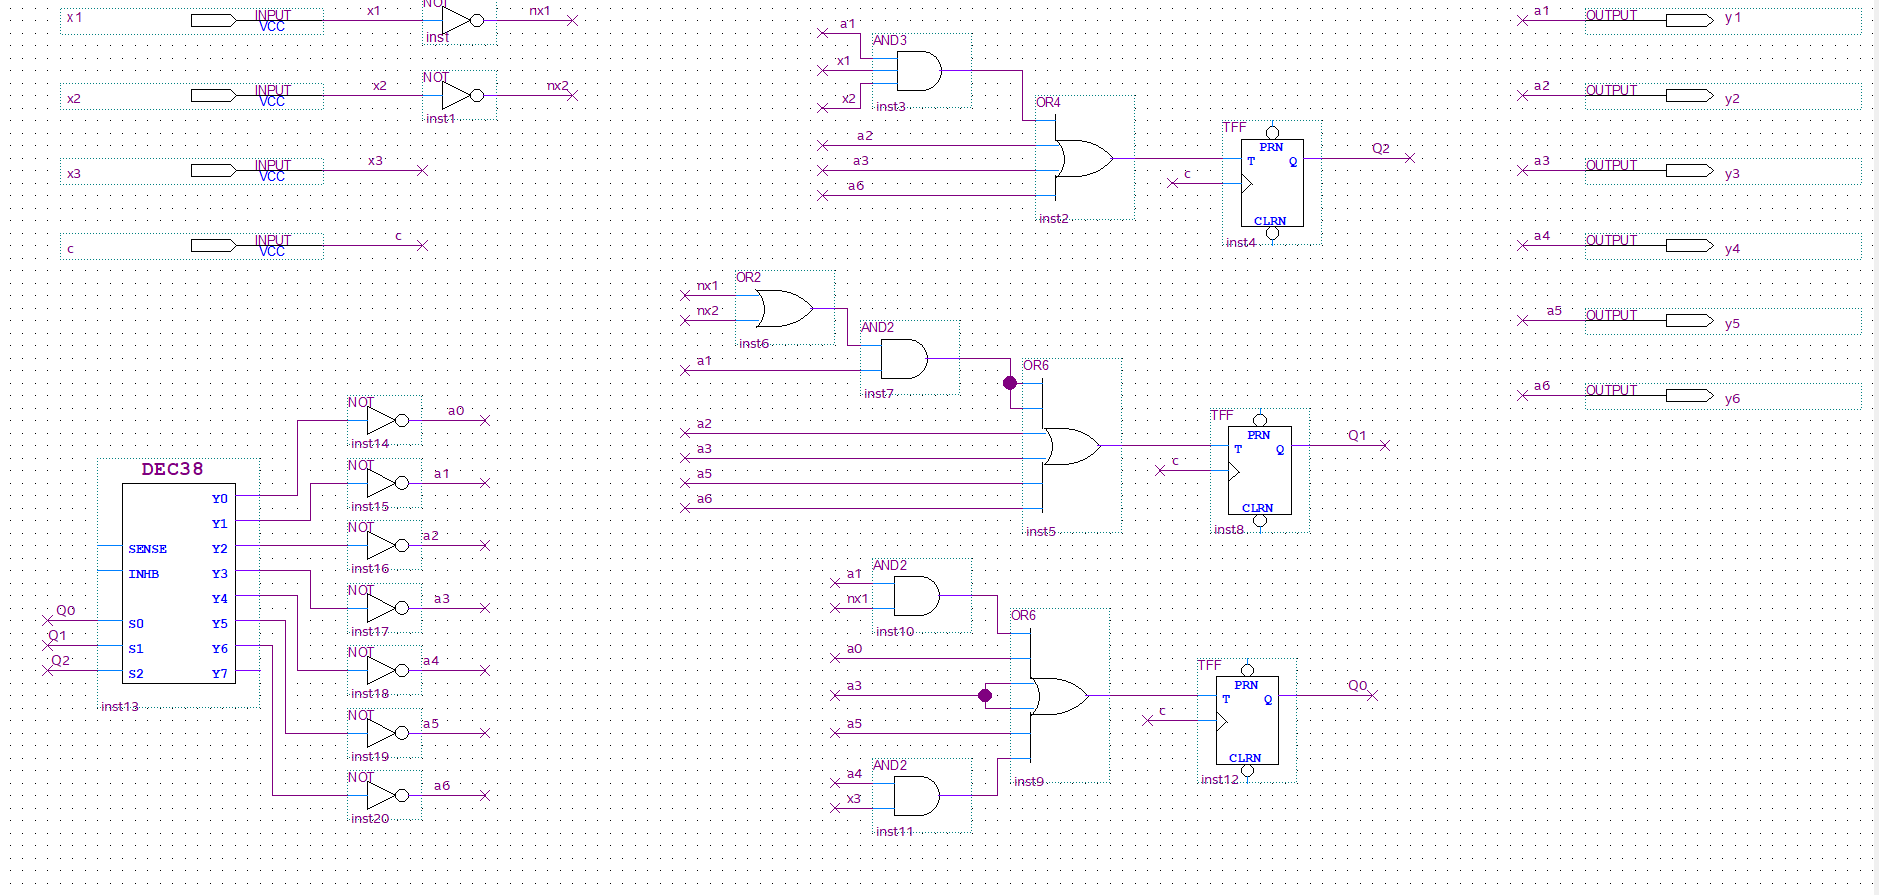 x1 INPUT VCC x1 NOT inst nx1
x2 INPUT VCC x2 NOT inst1 nx2
x3 INPUT VCC x3
c INPUT VCC c
a1
x1
x2
AND3
inst3
a2
a3
a6
OR4
inst2
TFF
PRN
T Q
CLRN
inst4
c
Q2
a1 OUTPUT y1
a2 OUTPUT y2
a3 OUTPUT y3
a4 OUTPUT y4
a5 OUTPUT y5
a6 OUTPUT y6
nx1
nx2
OR2
inst6
a1
AND2
inst7
a2
a3
a5
a6
OR6
inst5
TFF
PRN
T Q
CLRN
inst8
c
Q1
DEC38
Y0
Y1
SENSE Y2
INHB Y3
Y4
Q0 S0 Y5
Q1 S1 Y6
Q2 S2 Y7
inst13
NOT a0
inst14
NOT a1
inst15
NOT a2
inst16
NOT a3
inst17
NOT a4
inst18
NOT a5
inst19
NOT a6
inst20
a1
nx1
AND2
inst10
a0
a3
a5
a4
x3
AND2
inst11
OR6
inst9
TFF
PRN
T Q
CLRN
inst12
c
Q0